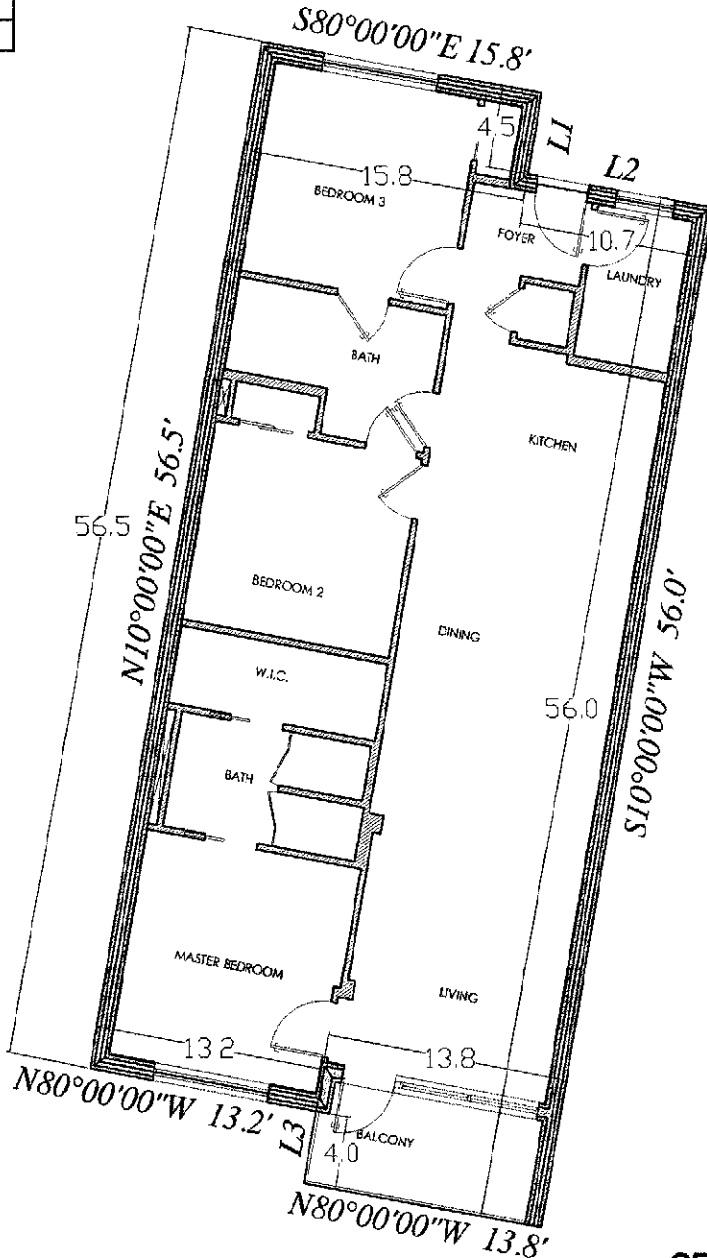 S80°00'00"E 15.8'
4.5
L1
L2
15.8
BEDROOM 3
FOYER
10.7
LAUNDRY
BATH
KITCHEN
N10°00'00"E 56.5'
56.5
BEDROOM 2
DINING
W.I.C.
56.0
S10°00'00"W 56.0'
BATH
MASTER BEDROOM
LIVING
13.2
13.8
N80°00'00"W 13.2'
L3
BALCONY
4.0
N80°00'00"W 13.8'